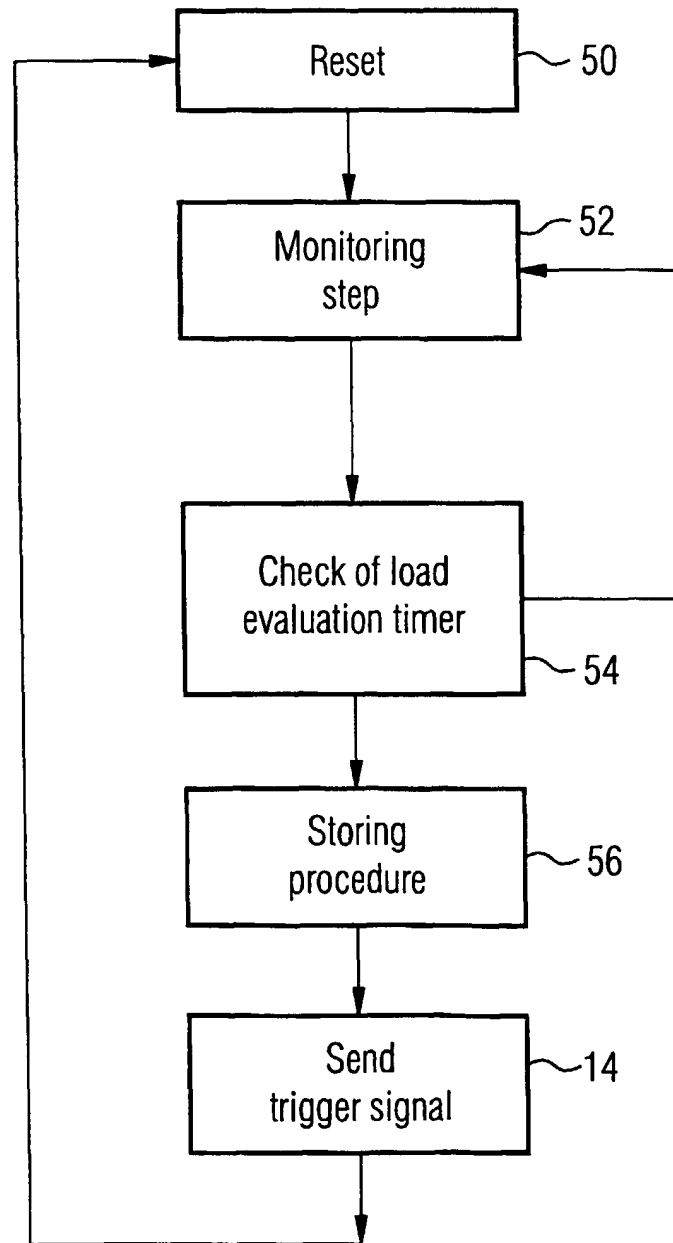 Reset
50
Monitoring
step
52
Check of load
evaluation timer
54
Storing
procedure
56
Send
trigger signal
14